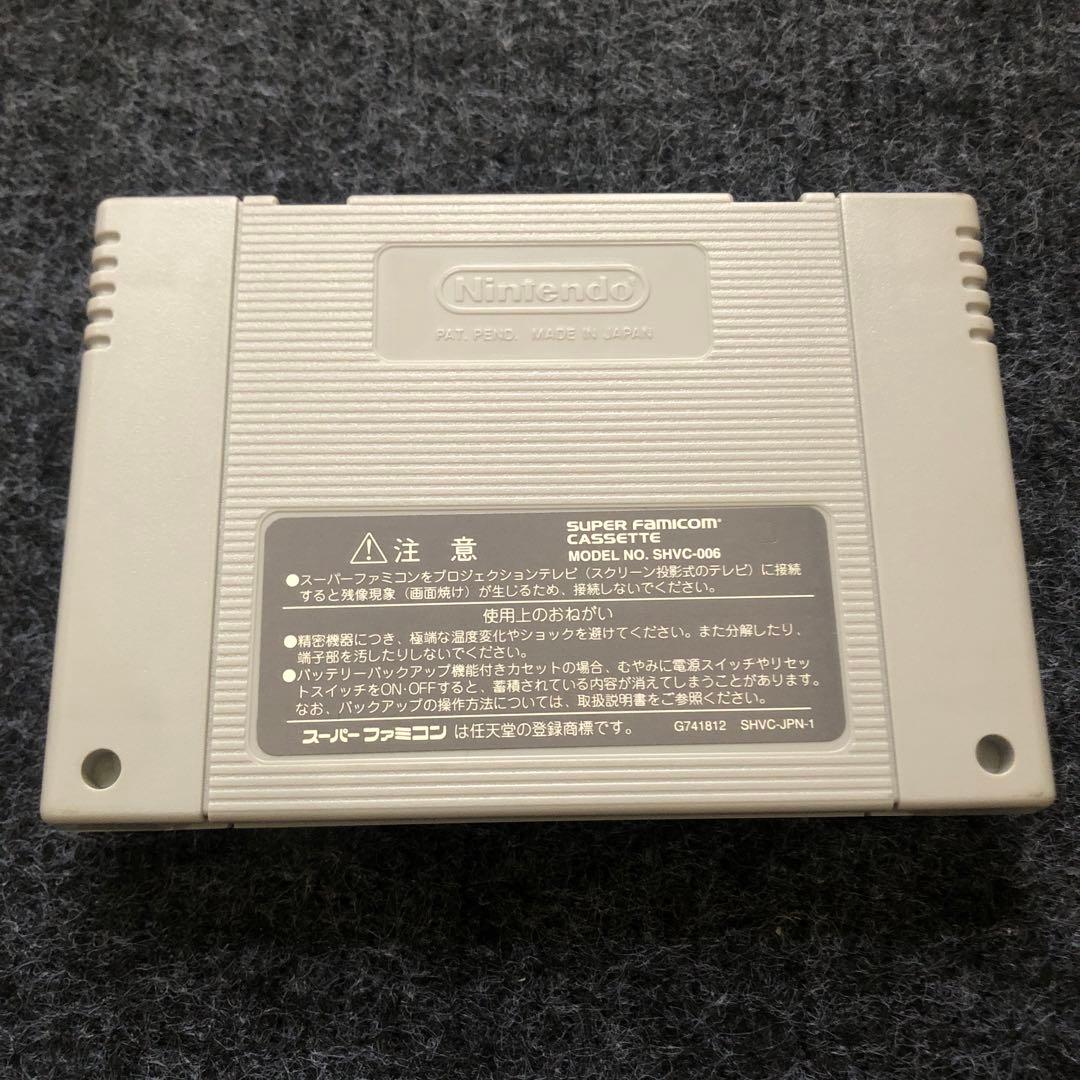 Nintendo®
PAT. PEND. MADE IN JAPAN
⚠注意
SUPER FAMICOM®
CASSETTE
MODEL NO. SHVC-006
●スーパーファミコンをプロジェクションテレビ（スクリーン投影式のテレビ）に接続
すると残像現象（画面焼け）が生じるため、接続しないでください。
使用上のおねがい
●精密機器につき、極端な温度変化やショックを避けてください。また分解したり、
端子部を汚したりしないでください。
●バッテリーバックアップ機能付きカセットの場合、むやみに電源スイッチやリセッ
トスイッチをON・OFFすると、蓄積されている内容が消えてしまうことがあります。
なお、バックアップの操作方法については、取扱説明書をご参照ください。
スーパーファミコン は任天堂の登録商標です。 G741812 SHVC-JPN-1